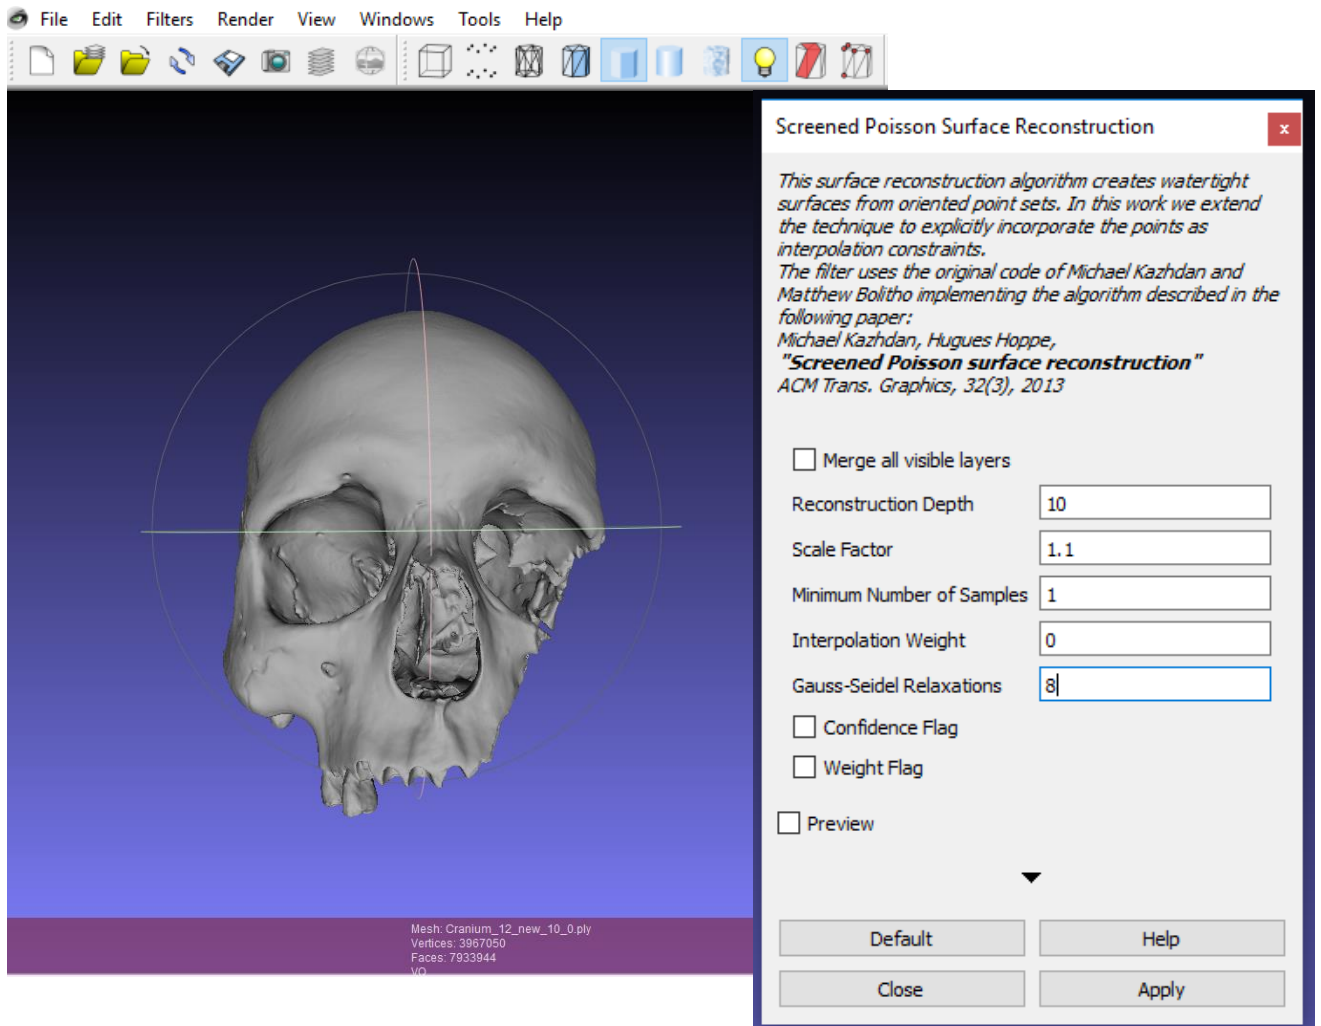 File Edit Filters Render View Windows Tools Help
Screened Poisson Surface Reconstruction
x
This surface reconstruction algorithm creates watertight
surfaces from oriented point sets. In this work we extend
the technique to explicitly incorporate the points as
interpolation constraints.
The filter uses the original code of Michael Kazhdan and
Matthew Bolitho implementing the algorithm described in the
following paper:
Michael Kazhdan, Hugues Hoppe,
"Screened Poisson surface reconstruction"
ACM Trans. Graphics, 32(3), 2013
Merge all visible layers
Reconstruction Depth 10
Scale Factor 1.1
Minimum Number of Samples 1
Interpolation Weight 0
Gauss-Seidel Relaxations 8
Confidence Flag
Weight Flag
Preview
Default Help
Close Apply
Mesh: Cranium_12_new_10_0.ply
Vertices: 3967050
Faces: 7933944
VQ